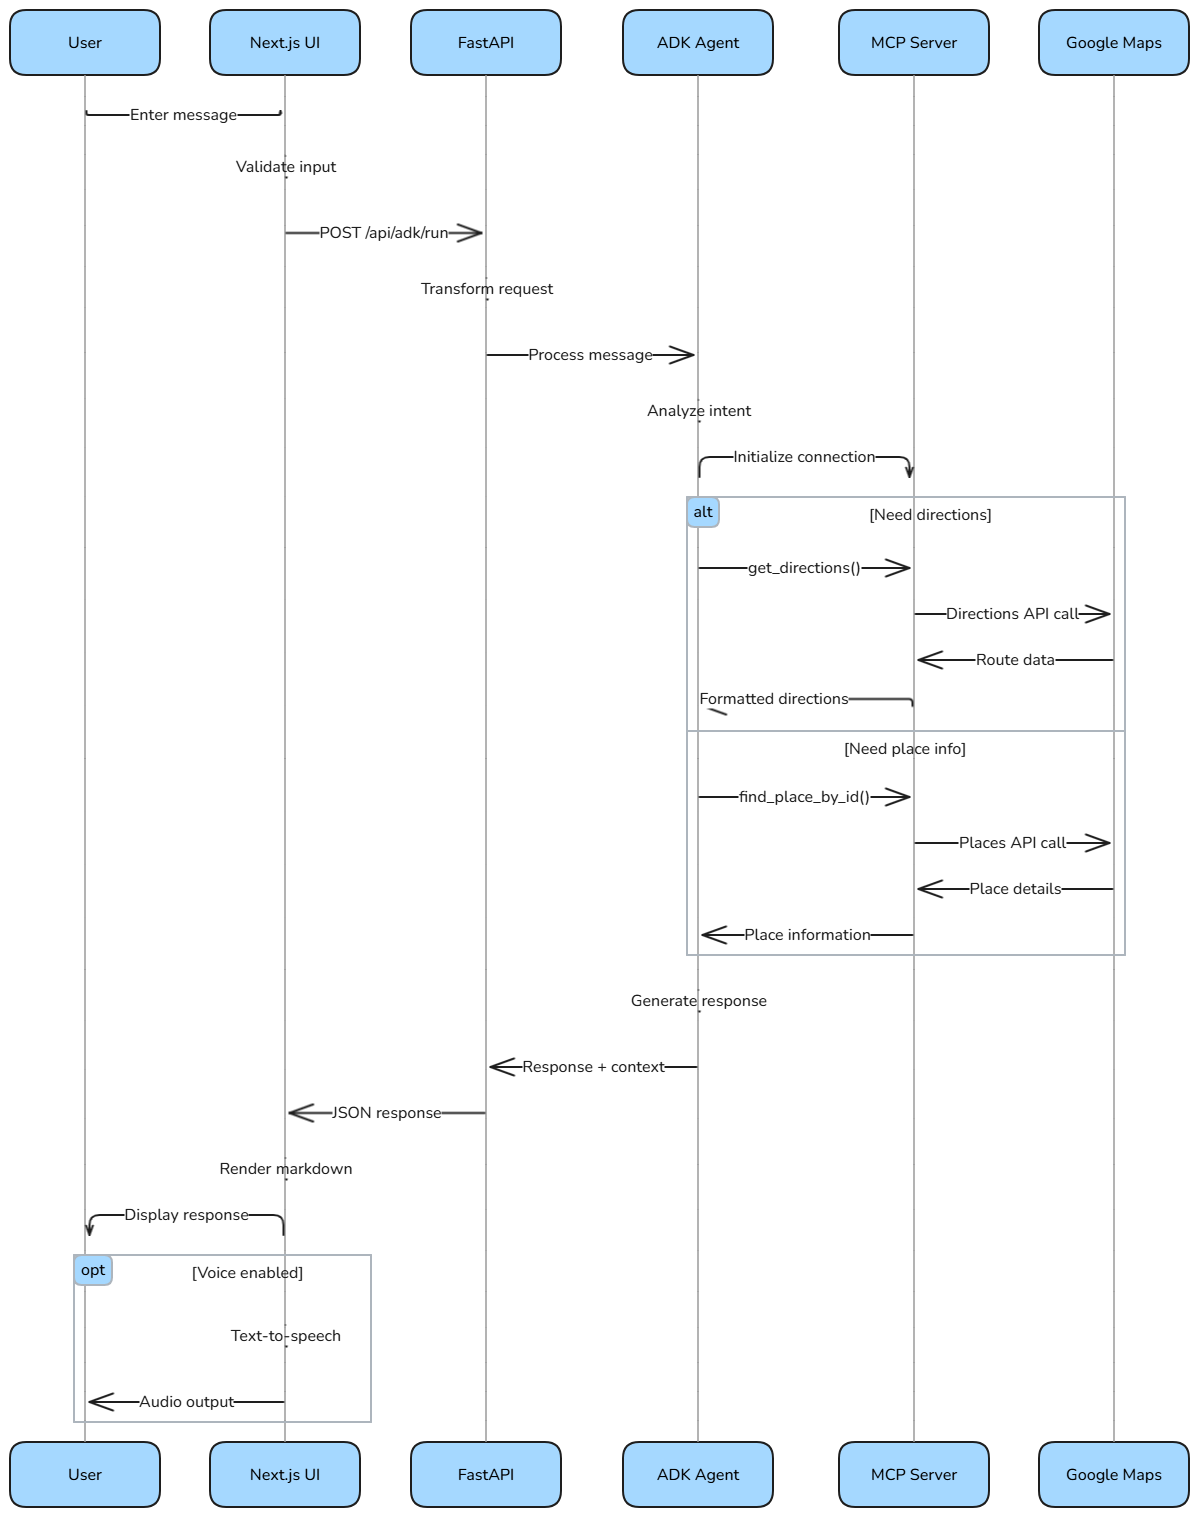 User
Next.js UI
FastAPI
ADK Agent
MCP Server
Google Maps
Enter message
Validate input
POST /api/adk/run
Transform request
Process message
Analyze intent
Initialize connection
alt
[Need directions]
get_directions()
Directions API call
Route data
Formatted directions
[Need place info]
find_place_by_id()
Places API call
Place details
Place information
Generate response
Response + context
JSON response
Render markdown
Display response
opt
[Voice enabled]
Text-to-speech
Audio output
User
Next.js UI
FastAPI
ADK Agent
MCP Server
Google Maps